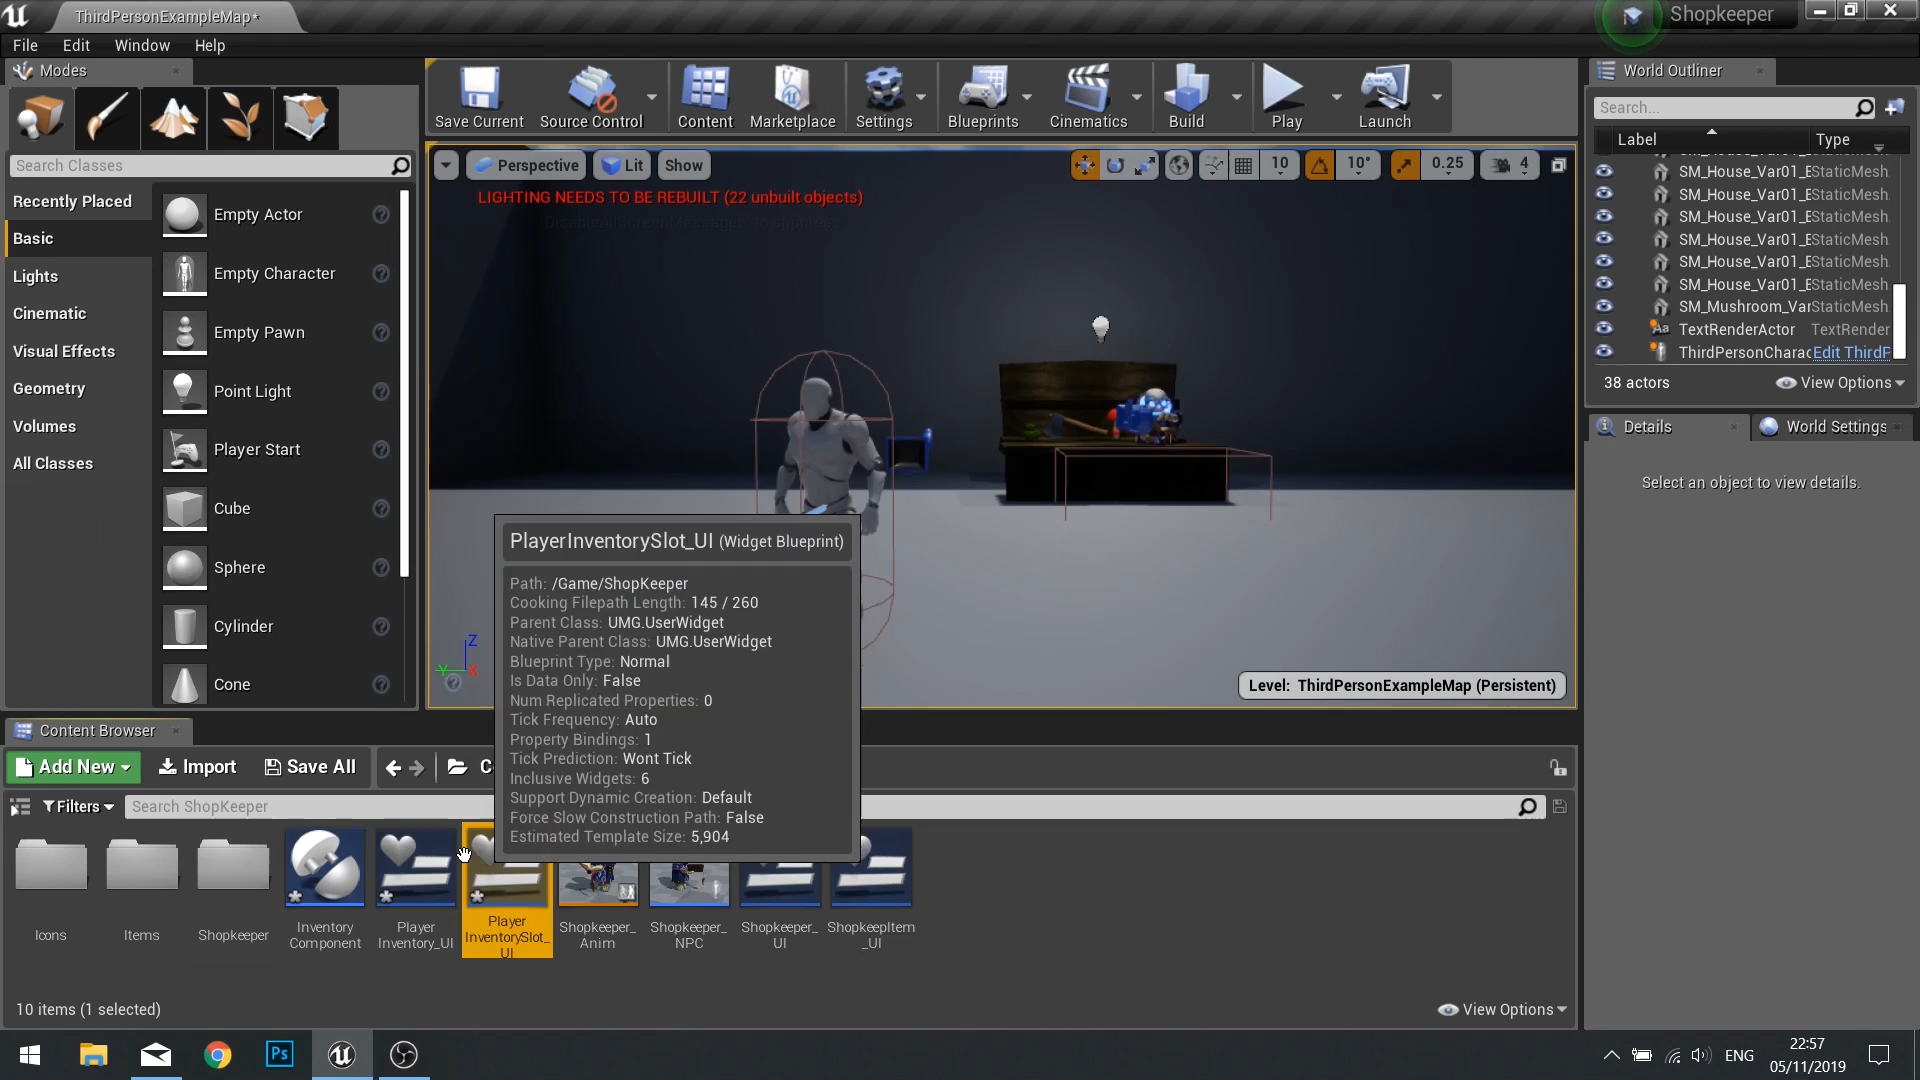 ThirdPersonExampleMap*
Shopkeeper
File Edit Window Help
Modes
Search Classes
Recently Placed
Basic
Lights
Cinematic
Visual Effects
Geometry
Volumes
All Classes
Empty Actor
Empty Character
Empty Pawn
Point Light
Player Start
Cube
Sphere
Cylinder
Cone
Save Current
Source Control
Content
Marketplace
Settings
Blueprints
Cinematics
Build
Play
Launch
Perspective
Lit
Show
10
10°
0.25
4
LIGHTING NEEDS TO BE REBUILT (22 unbuilt objects)
Z
Y
X
Level: ThirdPersonExampleMap (Persistent)
World Outliner
Search...
Label Type
SM_House_Var01_E StaticMesh
SM_House_Var01_E StaticMesh
SM_House_Var01_E StaticMesh
SM_House_Var01_E StaticMesh
SM_House_Var01_E StaticMesh
SM_House_Var01_E StaticMesh
SM_Mushroom_Var StaticMesh
TextRenderActor TextRender
ThirdPersonCharac Edit ThirdP
38 actors
View Options
Details
World Settings
Select an object to view details.
PlayerInventorySlot_UI (Widget Blueprint)
Path: /Game/ShopKeeper
Cooking Filepath Length: 145 / 260
Parent Class: UMG.UserWidget
Native Parent Class: UMG.UserWidget
Blueprint Type: Normal
Is Data Only: False
Num Replicated Properties: 0
Tick Frequency: Auto
Property Bindings: 1
Tick Prediction: Wont Tick
Inclusive Widgets: 6
Support Dynamic Creation: Default
Force Slow Construction Path: False
Estimated Template Size: 5,904
Content Browser
Add New
Import
Save All
Filters
Search ShopKeeper
Icons
Items
Shopkeeper
Inventory
Component
Player
Inventory_UI
Player
InventorySlot_
UI
Shopkeeper_
Anim
Shopkeeper_
NPC
Shopkeeper_
UI
ShopkeepItem
_UI
10 items (1 selected)
View Options
Ps
ENG
22:57
05/11/2019